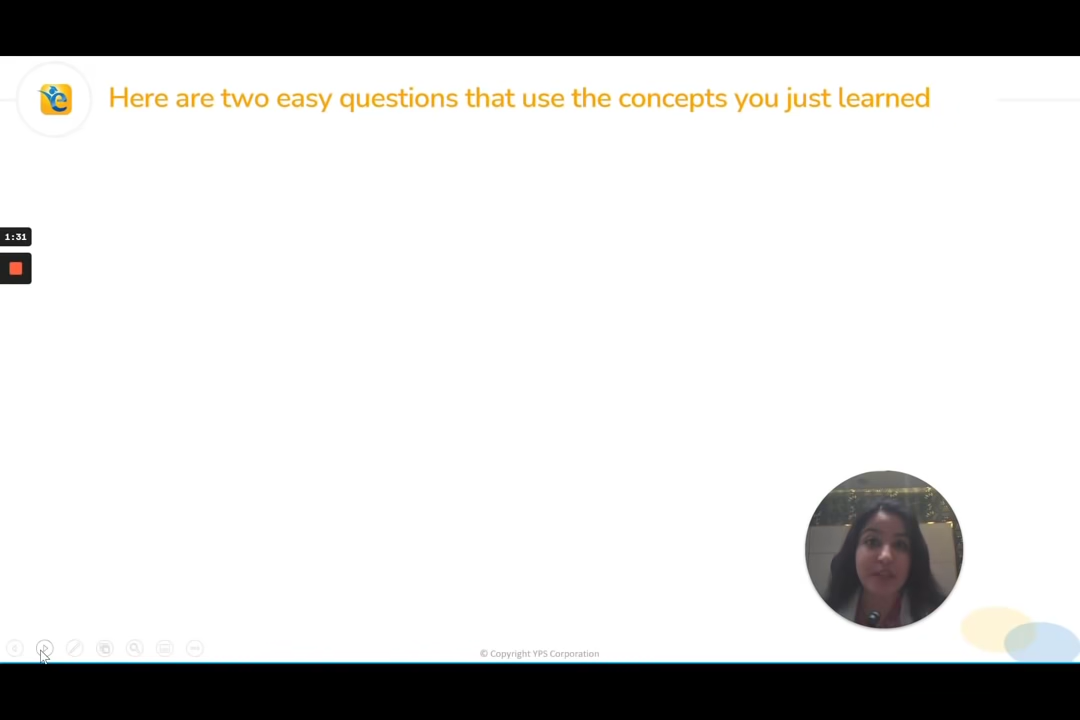 Here are two easy questions that use the concepts you just learned
1:31
© Copyright YPS Corporation